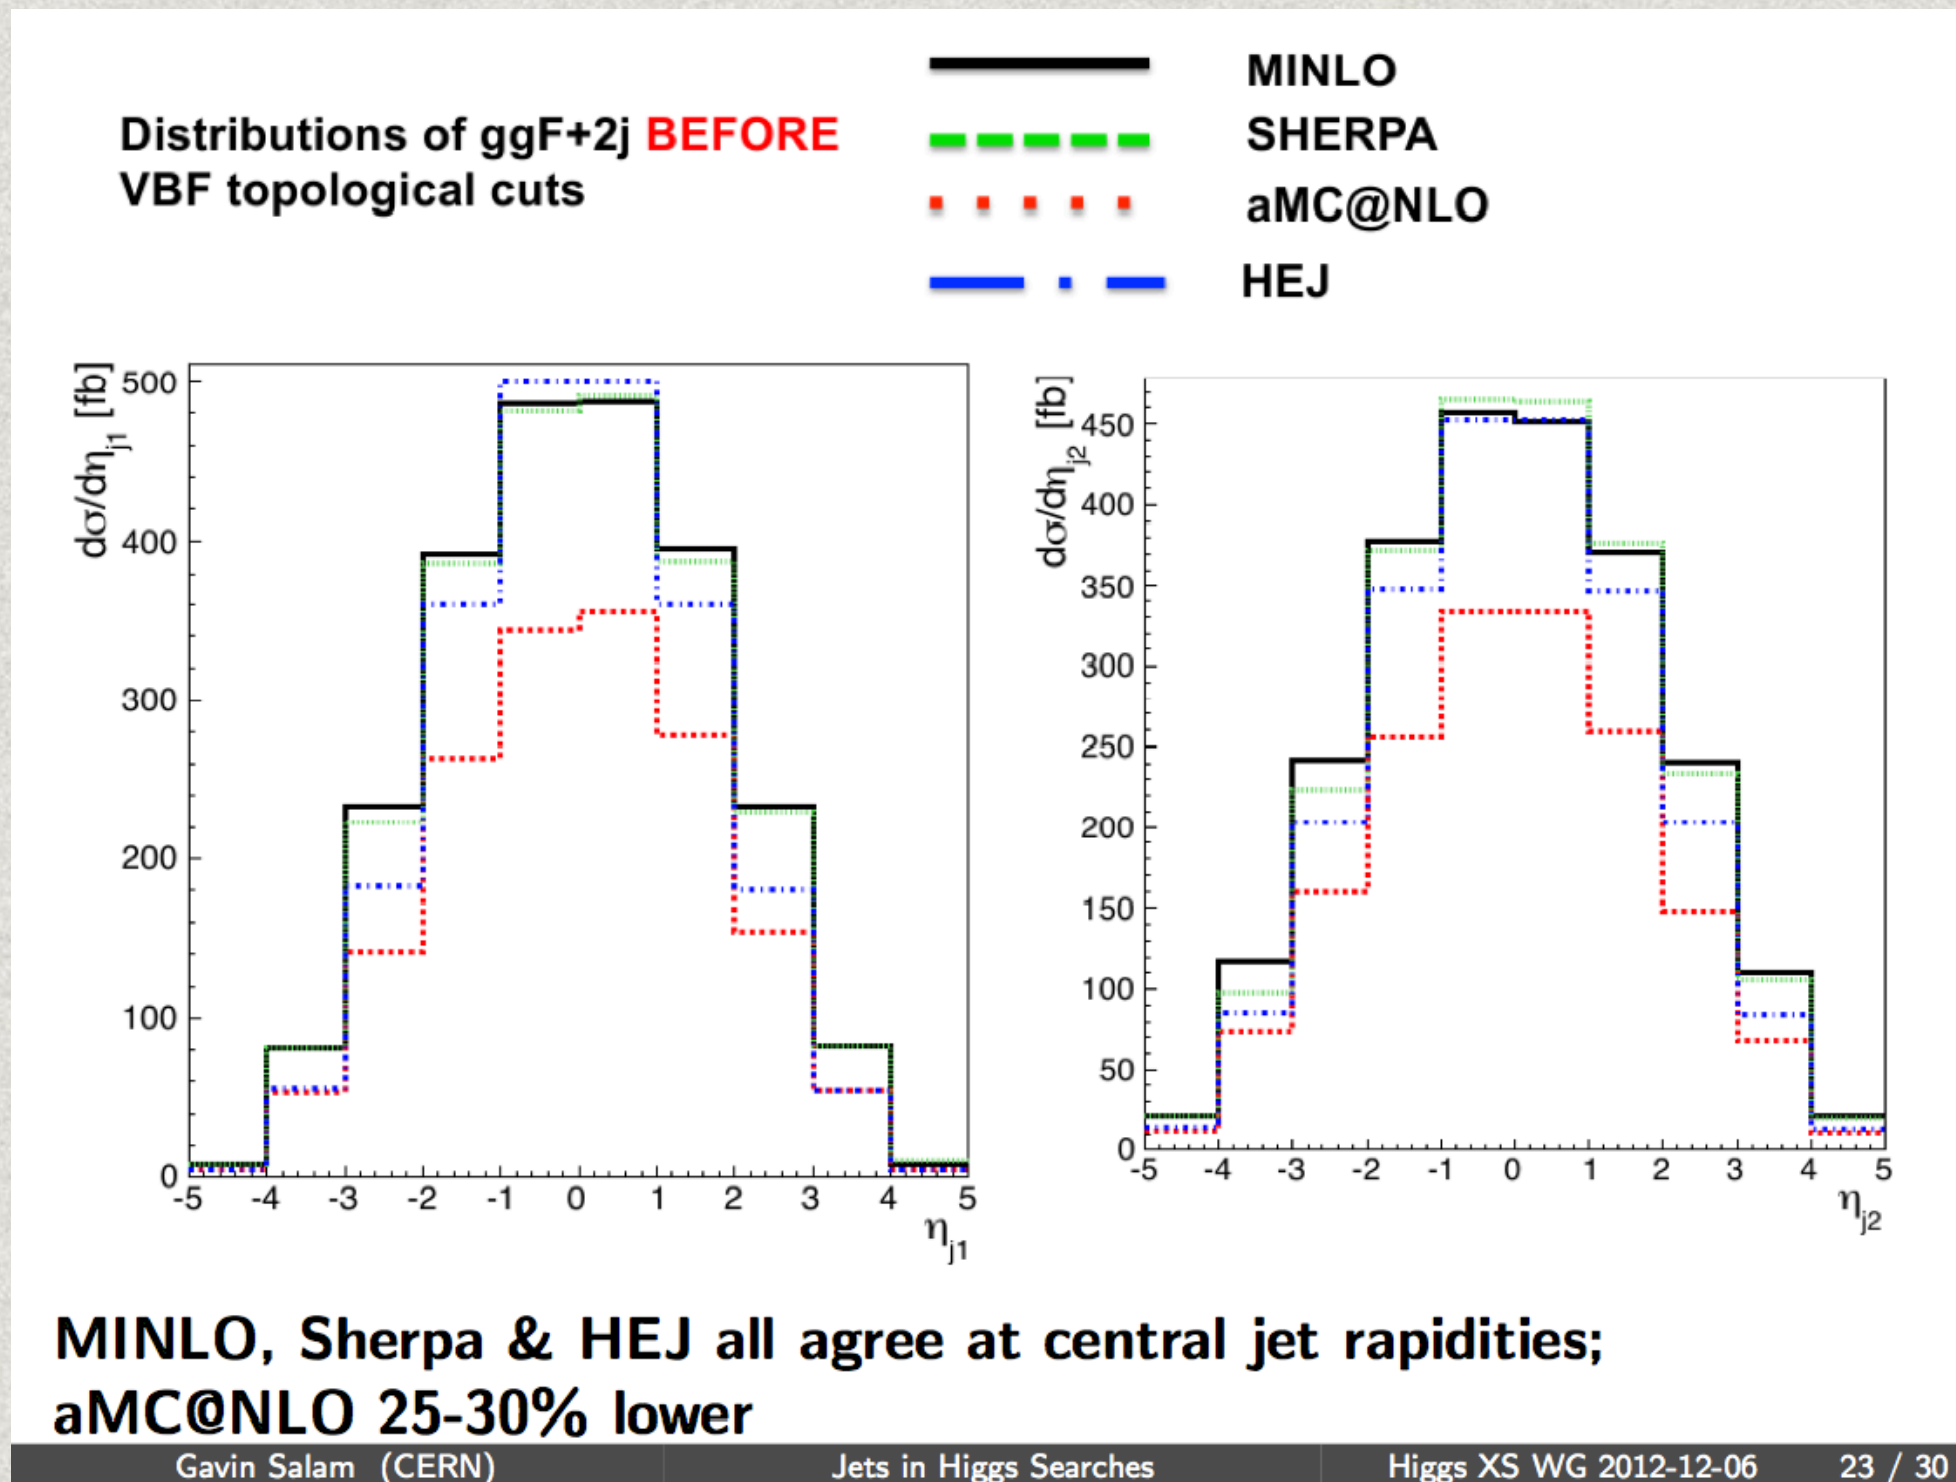 Distributions of ggF+2j BEFORE
VBF topological cuts
MINLO
SHERPA
aMC@NLO
HEJ
dσ/dη_j1 [fb]
500
400
300
200
100
0
-5 -4 -3 -2 -1 0 1 2 3 4 5
η_j1
dσ/dη_j2 [fb]
450
400
350
300
250
200
150
100
50
0
-5 -4 -3 -2 -1 0 1 2 3 4 5
η_j2
MINLO, Sherpa & HEJ all agree at central jet rapidities;
aMC@NLO 25-30% lower
Gavin Salam (CERN) Jets in Higgs Searches Higgs XS WG 2012-12-06 23 / 30